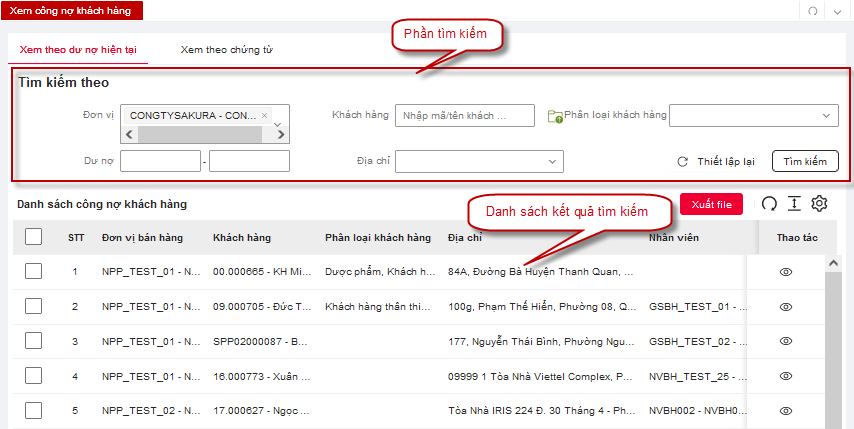 Xem công nợ khách hàng
Phần tìm kiếm
Xem theo dư nợ hiện tại Xem theo chứng từ
Tìm kiếm theo
Đơn vị CONGTYSAKURA - CON... × Khách hàng Nhập mã/tên khách ... Phân loại khách hàng
Dư nợ - Địa chỉ Thiết lập lại Tìm kiếm
Danh sách công nợ khách hàng Xuất file
Danh sách kết quả tìm kiếm
STT Đơn vị bán hàng Khách hàng Phân loại khách hàng Địa chỉ Nhân viên Thao tác
1 NPP_TEST_01 - N... 00.000665 - KH Mi... Dược phẩm, Khách h... 84A, Đường Bà Huyện Thanh Quan, ...
2 NPP_TEST_01 - N... 09.000705 - Đức T... Khách hàng thân thi... 100g, Phạm Thế Hiển, Phường 08, Q... GSBH_TEST_01 - ...
3 NPP_TEST_01 - N... SPP02000087 - B... 177, Nguyễn Thái Bình, Phường Ngu... GSBH_TEST_02 - ...
4 NPP_TEST_01 - N... 16.000773 - Xuân ... 09999 1 Tòa Nhà Viettel Complex, P... NVBH_TEST_25 - ...
5 NPP_TEST_02 - N... 17.000627 - Ngọc ... Tòa Nhà IRIS 224 Đ. 30 Tháng 4 - Ph... NVBH002 - NVBH0...